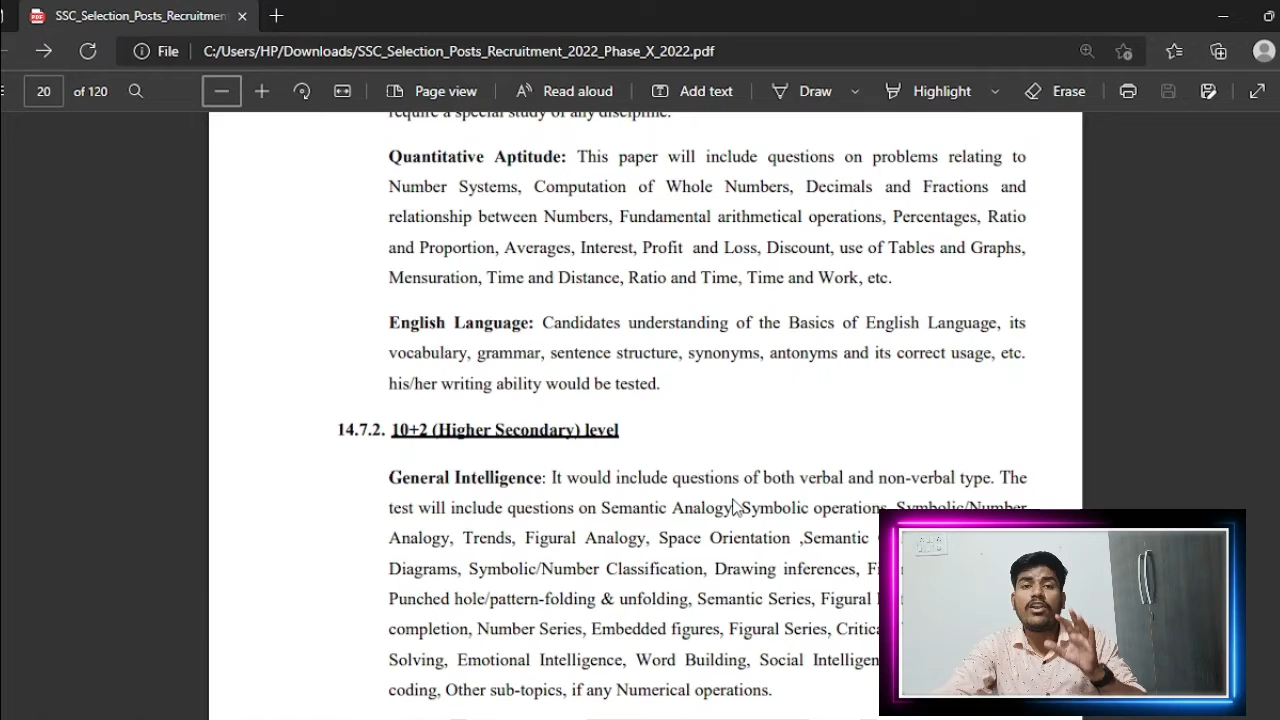 SSC_Selection_Posts_Recruitment
File C:/Users/HP/Downloads/SSC_Selection_Posts_Recruitment_2022_Phase_X_2022.pdf
20 of 120 Page view Read aloud Add text Draw Highlight Erase
require a special study of any discipline.
Quantitative Aptitude: This paper will include questions on problems relating to
Number Systems, Computation of Whole Numbers, Decimals and Fractions and
relationship between Numbers, Fundamental arithmetical operations, Percentages, Ratio
and Proportion, Averages, Interest, Profit and Loss, Discount, use of Tables and Graphs,
Mensuration, Time and Distance, Ratio and Time, Time and Work, etc.
English Language: Candidates understanding of the Basics of English Language, its
vocabulary, grammar, sentence structure, synonyms, antonyms and its correct usage, etc.
his/her writing ability would be tested.
14.7.2. 10+2 (Higher Secondary) level
General Intelligence: It would include questions of both verbal and non-verbal type. The
test will include questions on Semantic Analogy, Symbolic operations, Symbolic/Number
Analogy, Trends, Figural Analogy, Space Orientation ,Semantic
Diagrams, Symbolic/Number Classification, Drawing inferences,
Punched hole/pattern-folding & unfolding, Semantic Series, Figural
completion, Number Series, Embedded figures, Figural Series,
Solving, Emotional Intelligence, Word Building, Social
coding, Other sub-topics, if any Numerical operations.